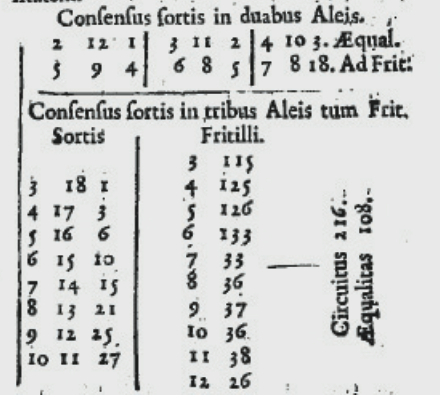 Conſenſus ſortis in duabus Aleis.
2 12 1 3 11 2 4 10 3. Æqual.
5 9 4 6 8 5 7 8 18. Ad Frit:
Conſenſus ſortis in tribus Aleis tum Frit.
Sortis Fritilli.
3 115
3 18 1 4 125
4 17 3 5 126
5 16 6 6 133
6 15 10 7 33
7 14 15 8 36
8 13 21 9 37
9 12 25 10 36
10 11 27 11 38
12 26
Circuitus 216.
Æqualitas 108.